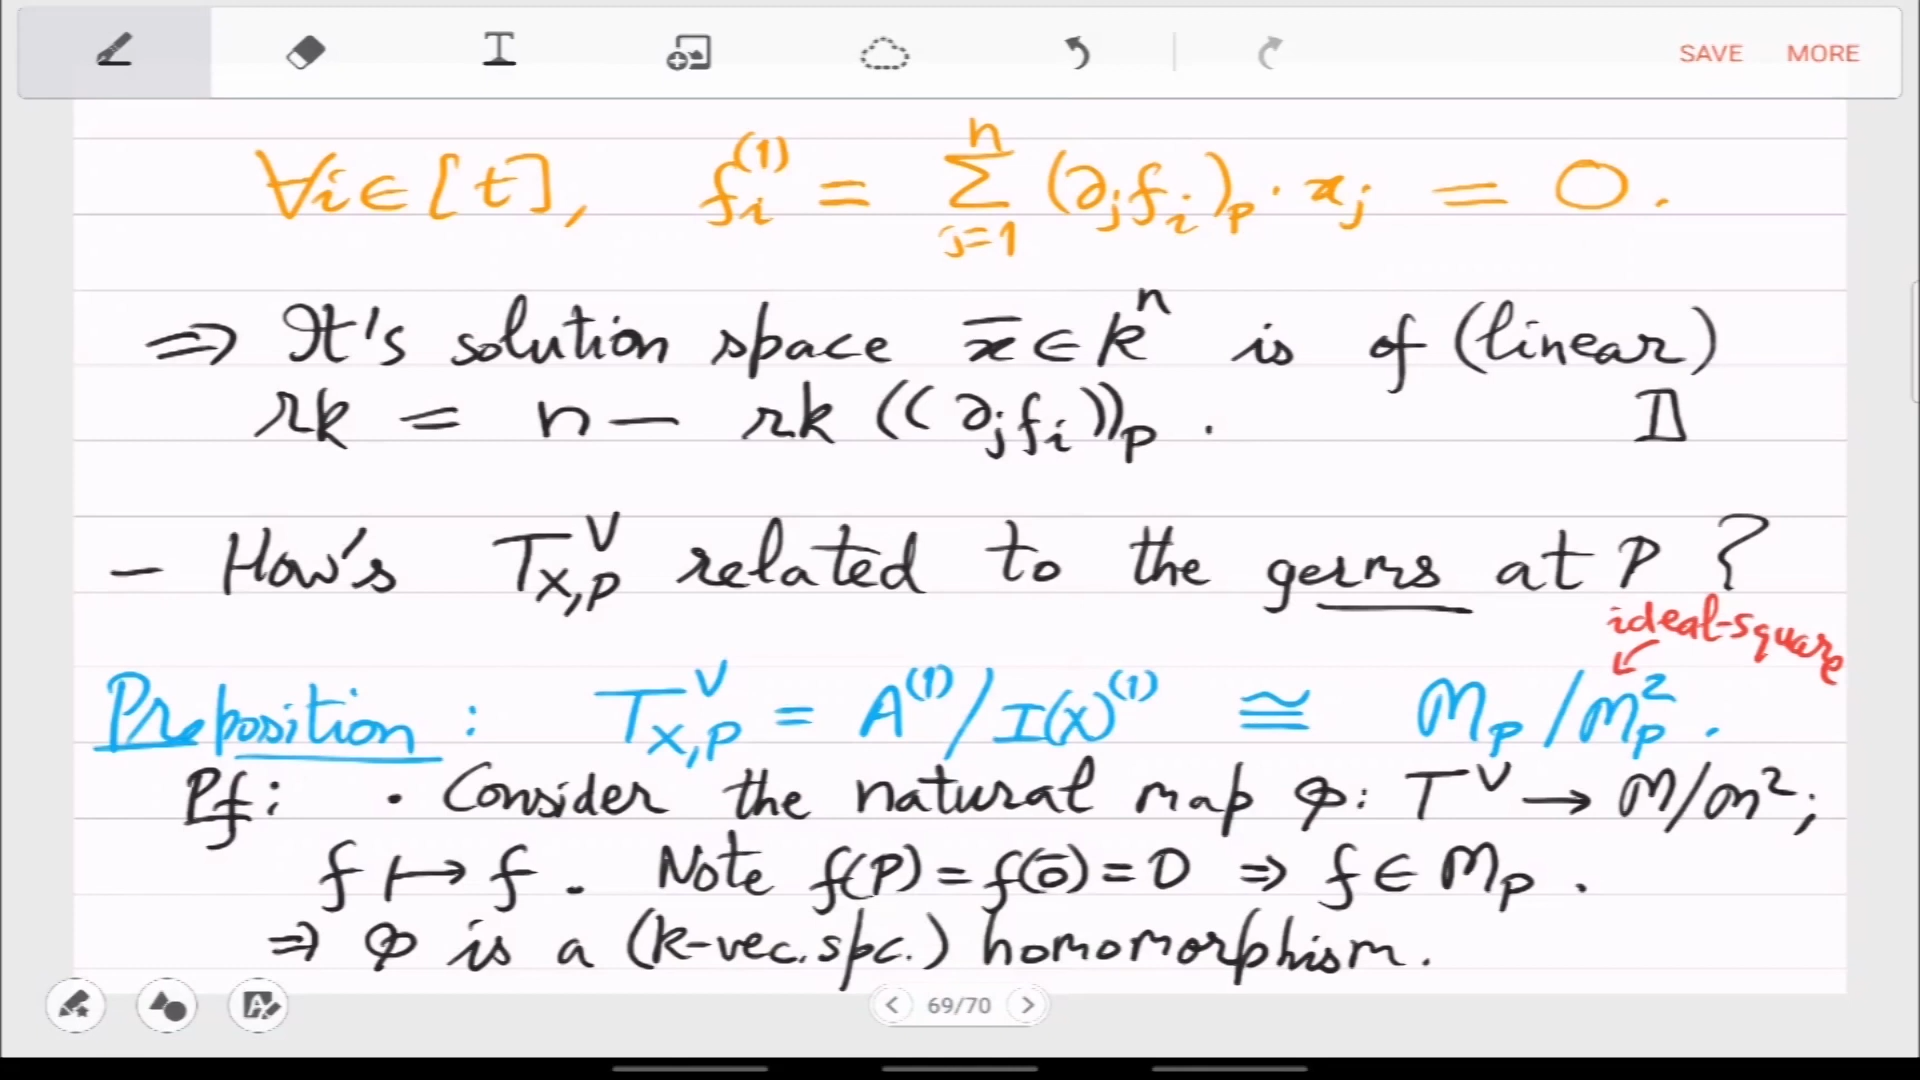 SAVE MORE
∀i∈[t], f_i^(1) = Σ_{j=1}^n (∂_j f_i)_p · x_j = 0.
⇒ It's solution space x̄ ∈ k^n is of (linear)
rk = n − rk ((∂_j f_i))_p .
- How's T^∨_{X,P} related to the germs at P ?
ideal-square
Preposition : T^∨_{X,P} = A^(1)/I(X)^(1) ≅ M_p/M_p^2 .
Pf: • Consider the natural map φ: T^∨ → M/m^2;
f ↦ f . Note f(P) = f(0̄) = 0 ⇒ f ∈ M_p .
⇒ φ is a (k-vec.spc.) homomorphism.
69/70